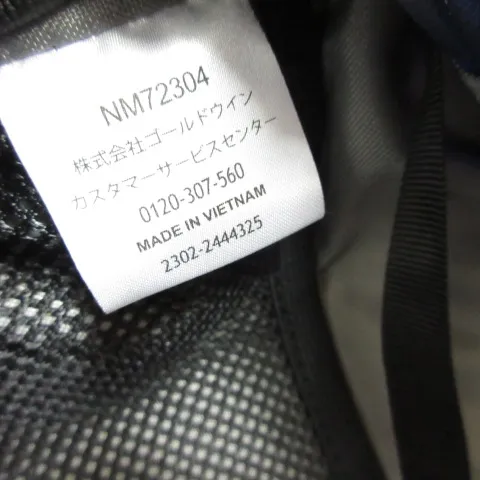 NM72304
株式会社ゴールドウイン
カスタマーサービスセンター
0120-307-560
MADE IN VIETNAM
2302-2444325